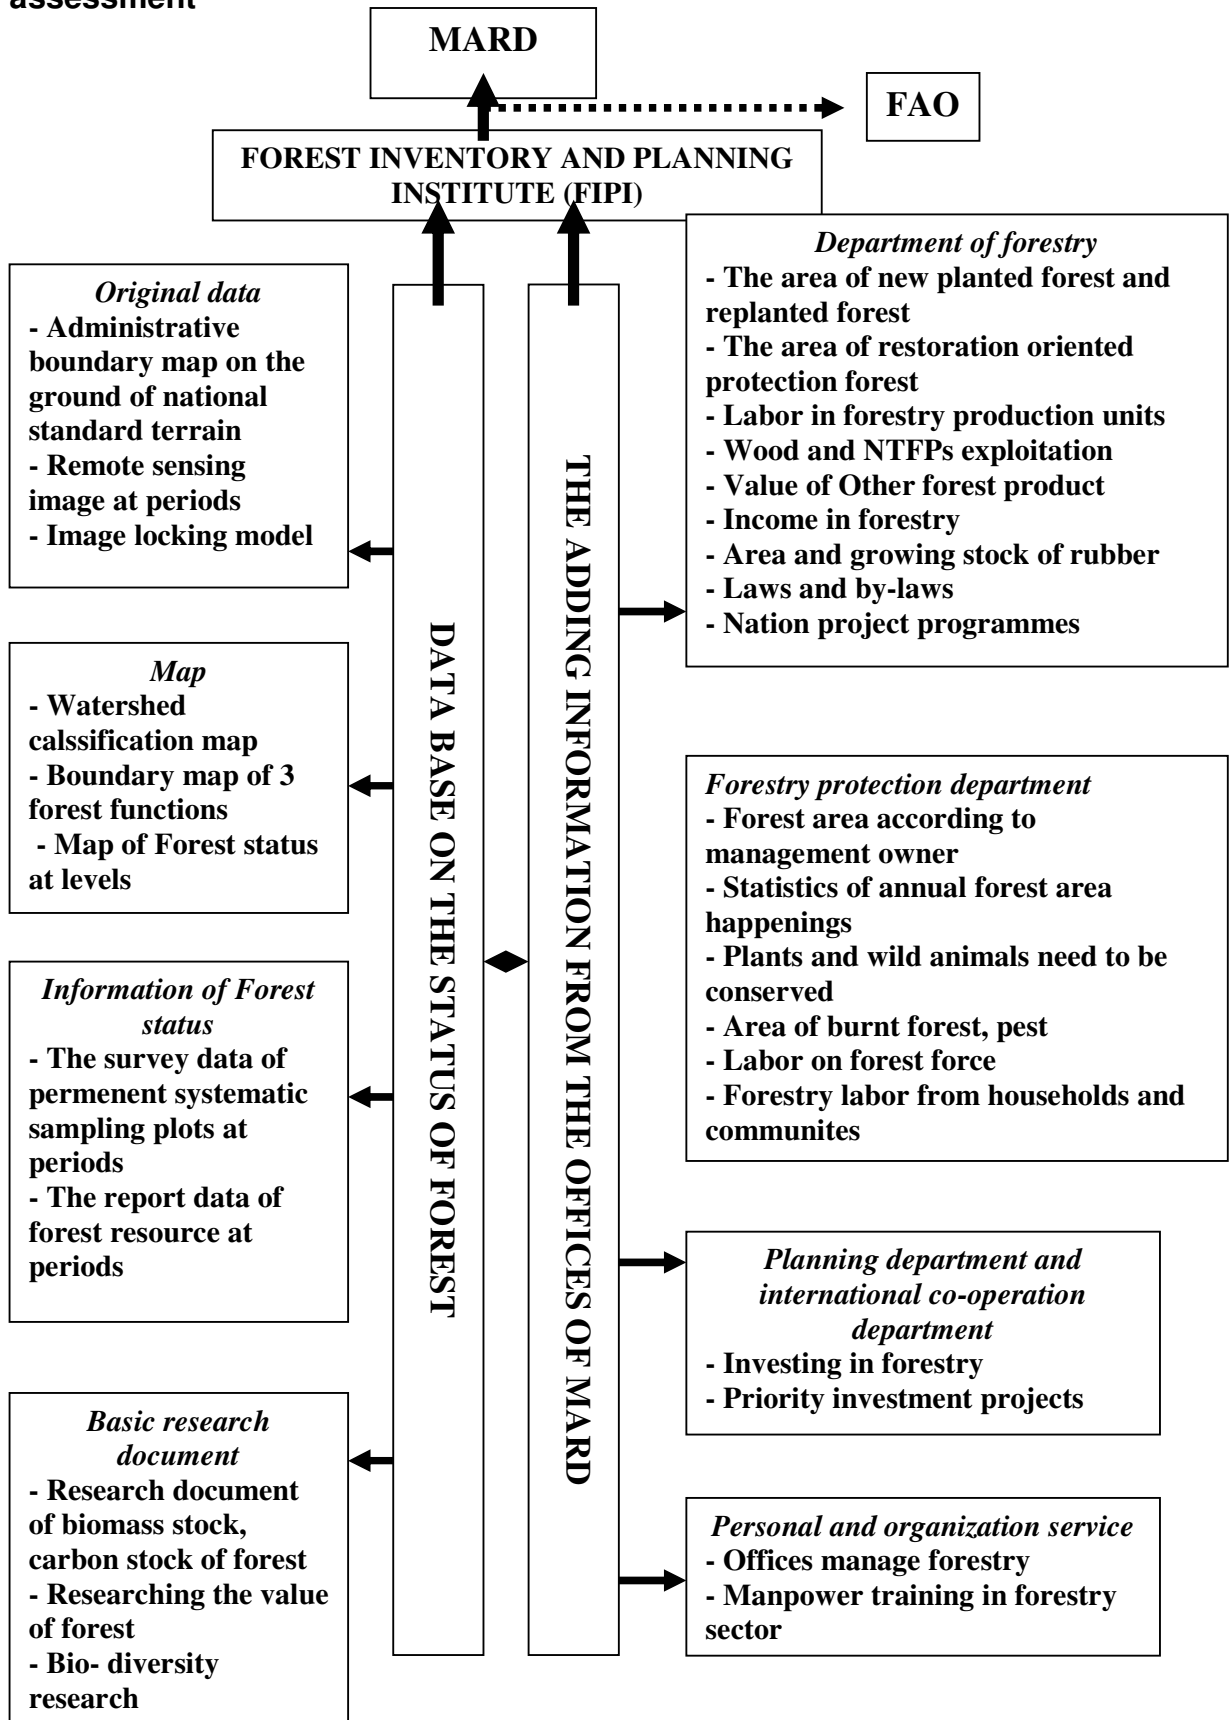 assessment
MARD
FAO
FOREST INVENTORY AND PLANNING
INSTITUTE (FIPI)
Original data
- Administrative
boundary map on the
ground of national
standard terrain
- Remote sensing
image at periods
- Image locking model
Map
- Watershed
calssification map
- Boundary map of 3
forest functions
- Map of Forest status
at levels
Information of Forest
status
- The survey data of
permenent systematic
sampling plots at
periods
- The report data of
forest resource at
periods
Basic research
document
- Research document
of biomass stock,
carbon stock of forest
- Researching the value
of forest
- Bio- diversity
research
DATA BASE ON THE STATUS OF FOREST
THE ADDING INFORMATION FROM THE OFFICES OF MARD
Department of forestry
- The area of new planted forest and
replanted forest
- The area of restoration oriented
protection forest
- Labor in forestry production units
- Wood and NTFPs exploitation
- Value of Other forest product
- Income in forestry
- Area and growing stock of rubber
- Laws and by-laws
- Nation project programmes
Forestry protection department
- Forest area according to
management owner
- Statistics of annual forest area
happenings
- Plants and wild animals need to be
conserved
- Area of burnt forest, pest
- Labor on forest force
- Forestry labor from households and
communites
Planning department and
international co-operation
department
- Investing in forestry
- Priority investment projects
Personal and organization service
- Offices manage forestry
- Manpower training in forestry
sector